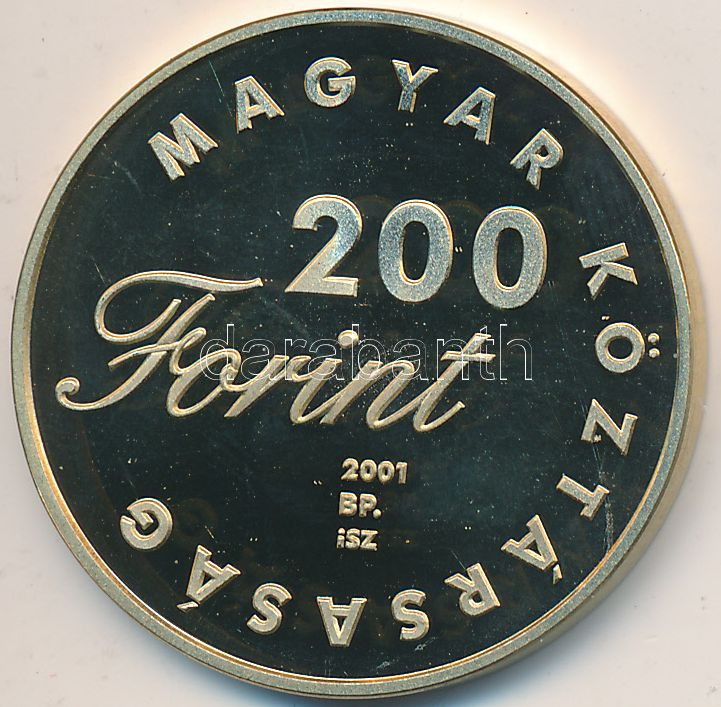 MAGYAR KÖZTÁRSASÁG
200
Forint
darabanth
2001
BP.
iSZ